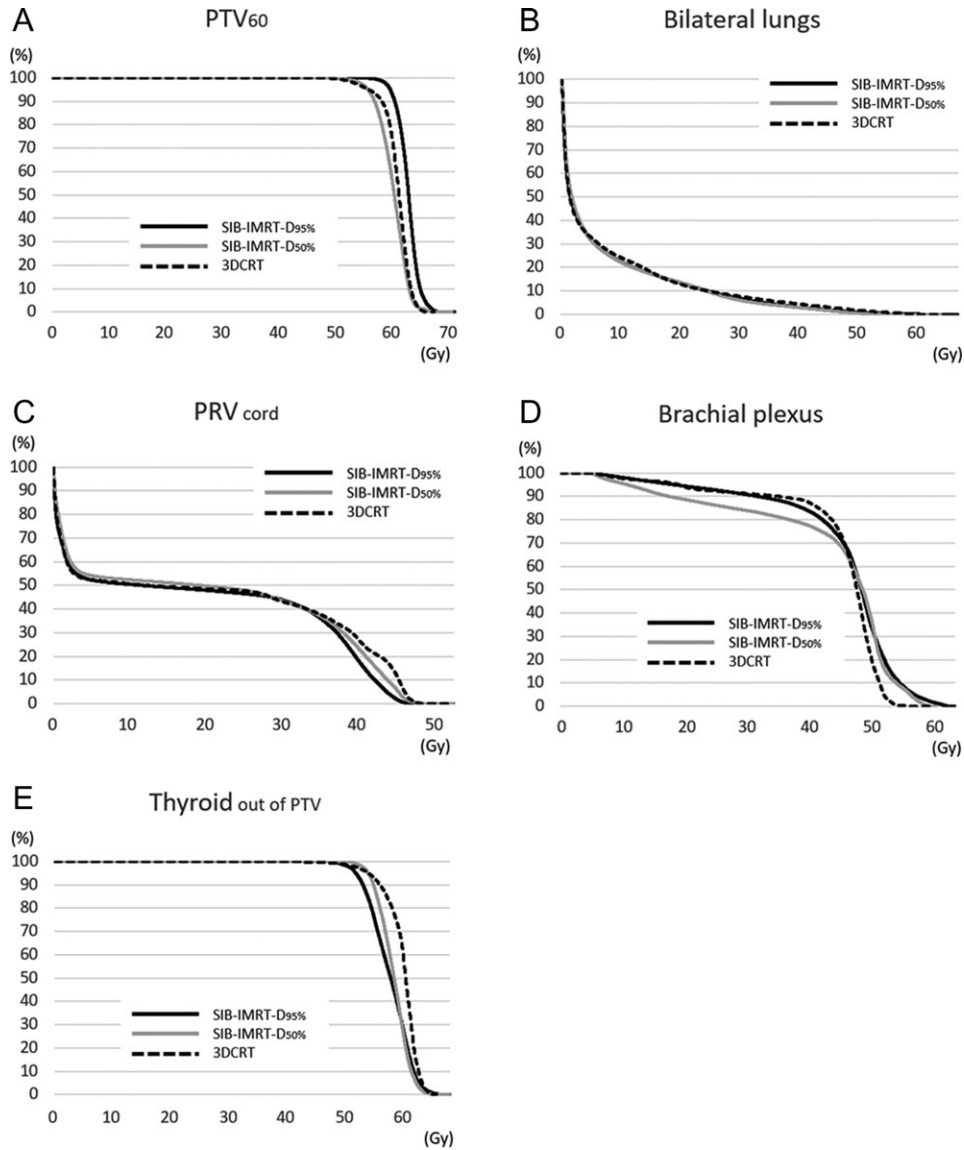 A
PTV60
(%)
100
90
80
70
60
50
40
30
20
10
0
SIB-IMRT-D95%
SIB-IMRT-D50%
3DCRT
0 10 20 30 40 50 60 71
(Gy)
B
Bilateral lungs
(%)
100
90
80
70
60
50
40
30
20
10
0
SIB-IMRT-D95%
SIB-IMRT-D50%
3DCRT
0 10 20 30 40 50 60
(Gy)
C
PRV cord
(%)
100
90
80
70
60
50
40
30
20
10
0
SIB-IMRT-D95%
SIB-IMRT-D50%
3DCRT
0 10 20 30 40 50
(Gy)
D
Brachial plexus
(%)
100
90
80
70
60
50
40
30
20
10
0
SIB-IMRT-D95%
SIB-IMRT-D50%
3DCRT
0 10 20 30 40 50 60
(Gy)
E
Thyroid out of PTV
(%)
100
90
80
70
60
50
40
30
20
10
0
SIB-IMRT-D95%
SIB-IMRT-D50%
3DCRT
0 10 20 30 40 50 60
(Gy)